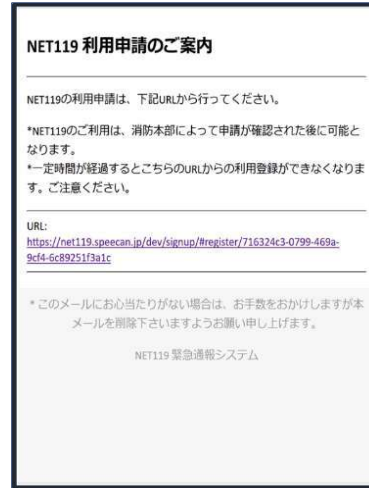 NET119 利用申請のご案内
NET119の利用申請は、下記URLから行ってください。
*NET119のご利用は、消防本部によって申請が確認された後に可能と
なります。
*一定時間が経過するとこちらのURLからの利用登録ができなくなりま
す。ご注意ください。
URL:
https://net119.speecan.jp/dev/signup/#register/716324c3-0799-469a-
9cf4-6c89251f3a1c
* このメールにお心当たりがない場合は、お手数をおかけしますが本
メールを削除下さいますようお願い申し上げます。
NET119 緊急通報システム